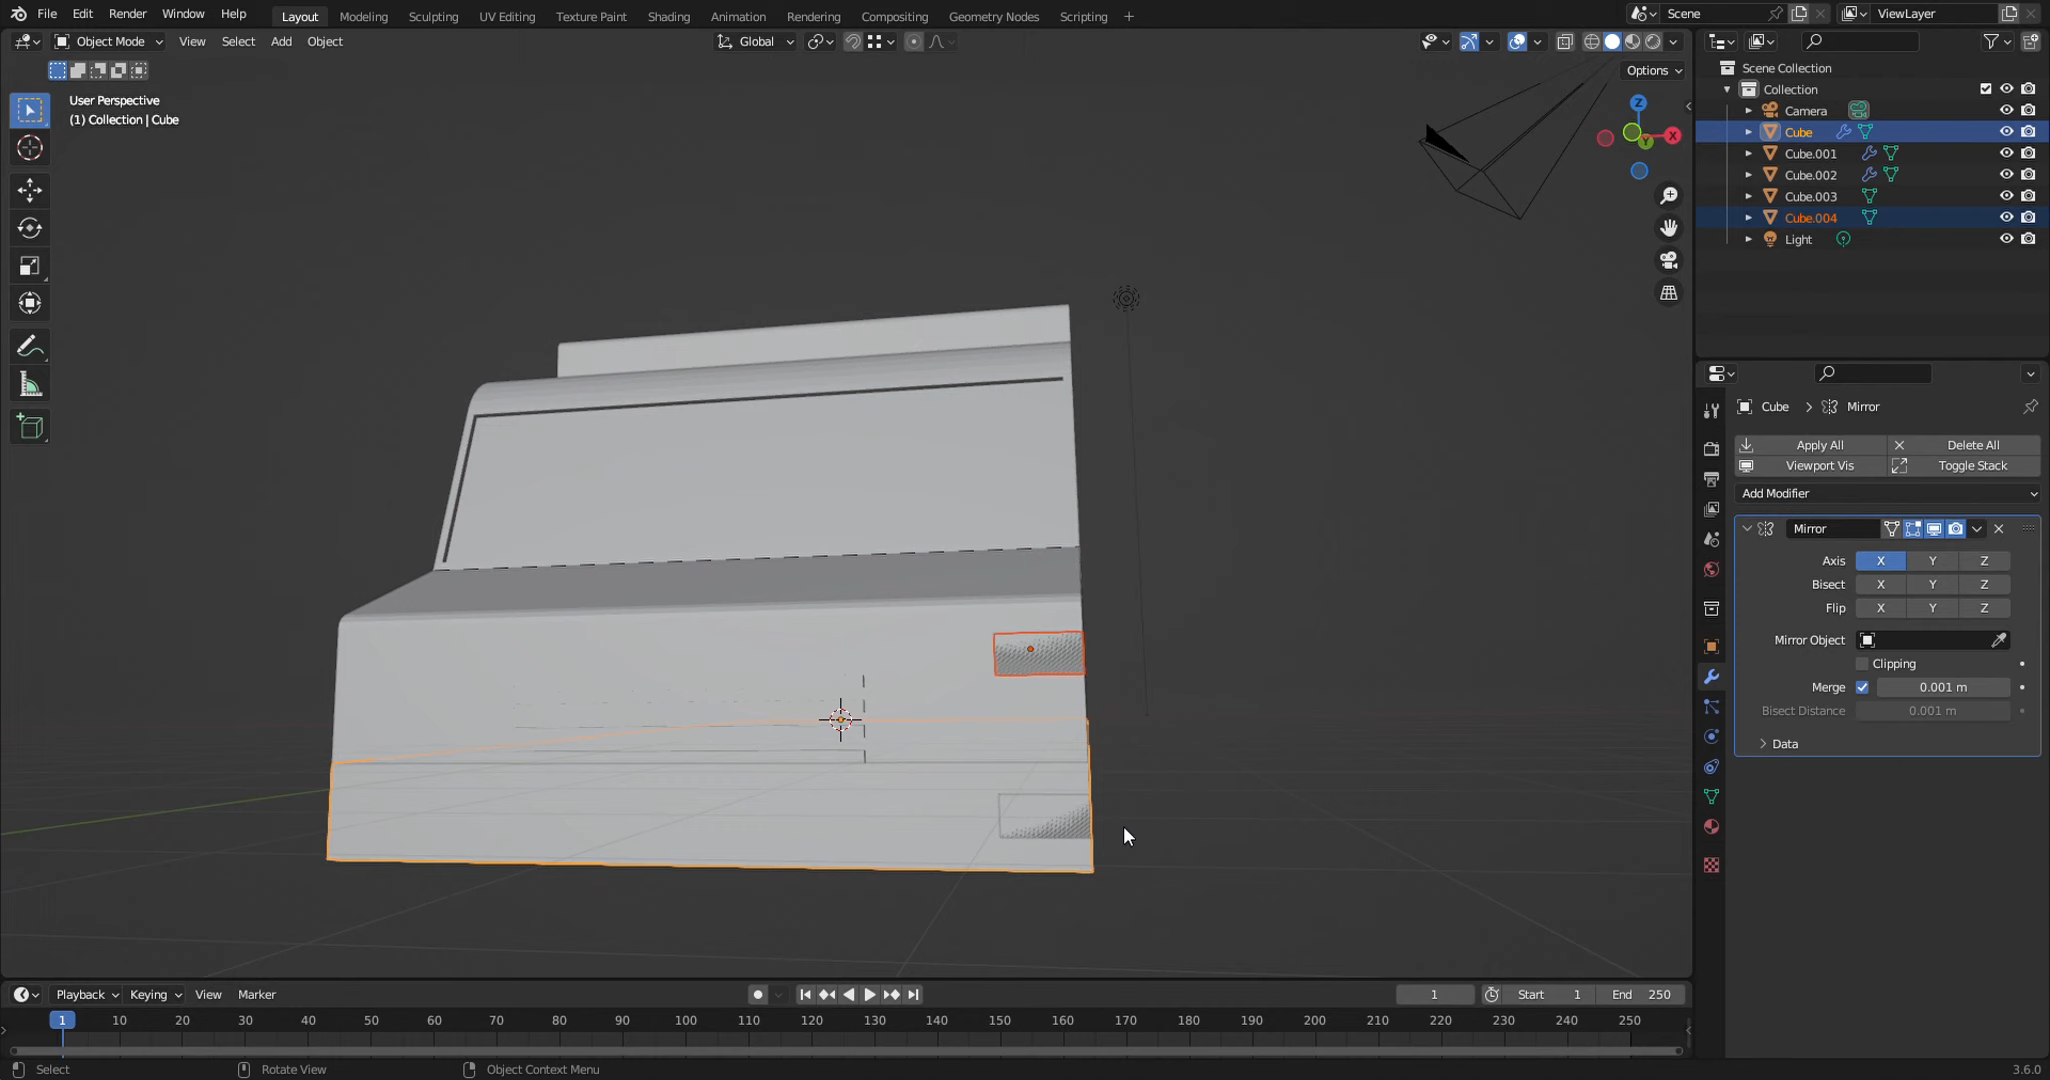 File Edit Render Window Help Layout Modeling Sculpting UV Editing Texture Paint Shading Animation Rendering Compositing Geometry Nodes Scripting + Scene ViewLayer
Object Mode View Select Add Object Global
Options
User Perspective
(1) Collection | Cube
Z
X
Y
Scene Collection
Collection
Camera
Cube
Cube.001
Cube.002
Cube.003
Cube.004
Light
Cube > Mirror
Apply All Delete All
Viewport Vis Toggle Stack
Add Modifier
Mirror
Axis X Y Z
Bisect X Y Z
Flip X Y Z
Mirror Object
Clipping
Merge 0.001 m
Bisect Distance 0.001 m
Data
Playback Keying View Marker 1 Start 1 End 250
1 10 20 30 40 50 60 70 80 90 100 110 120 130 140 150 160 170 180 190 200 210 220 230 240 250
Select Rotate View Object Context Menu 3.6.0